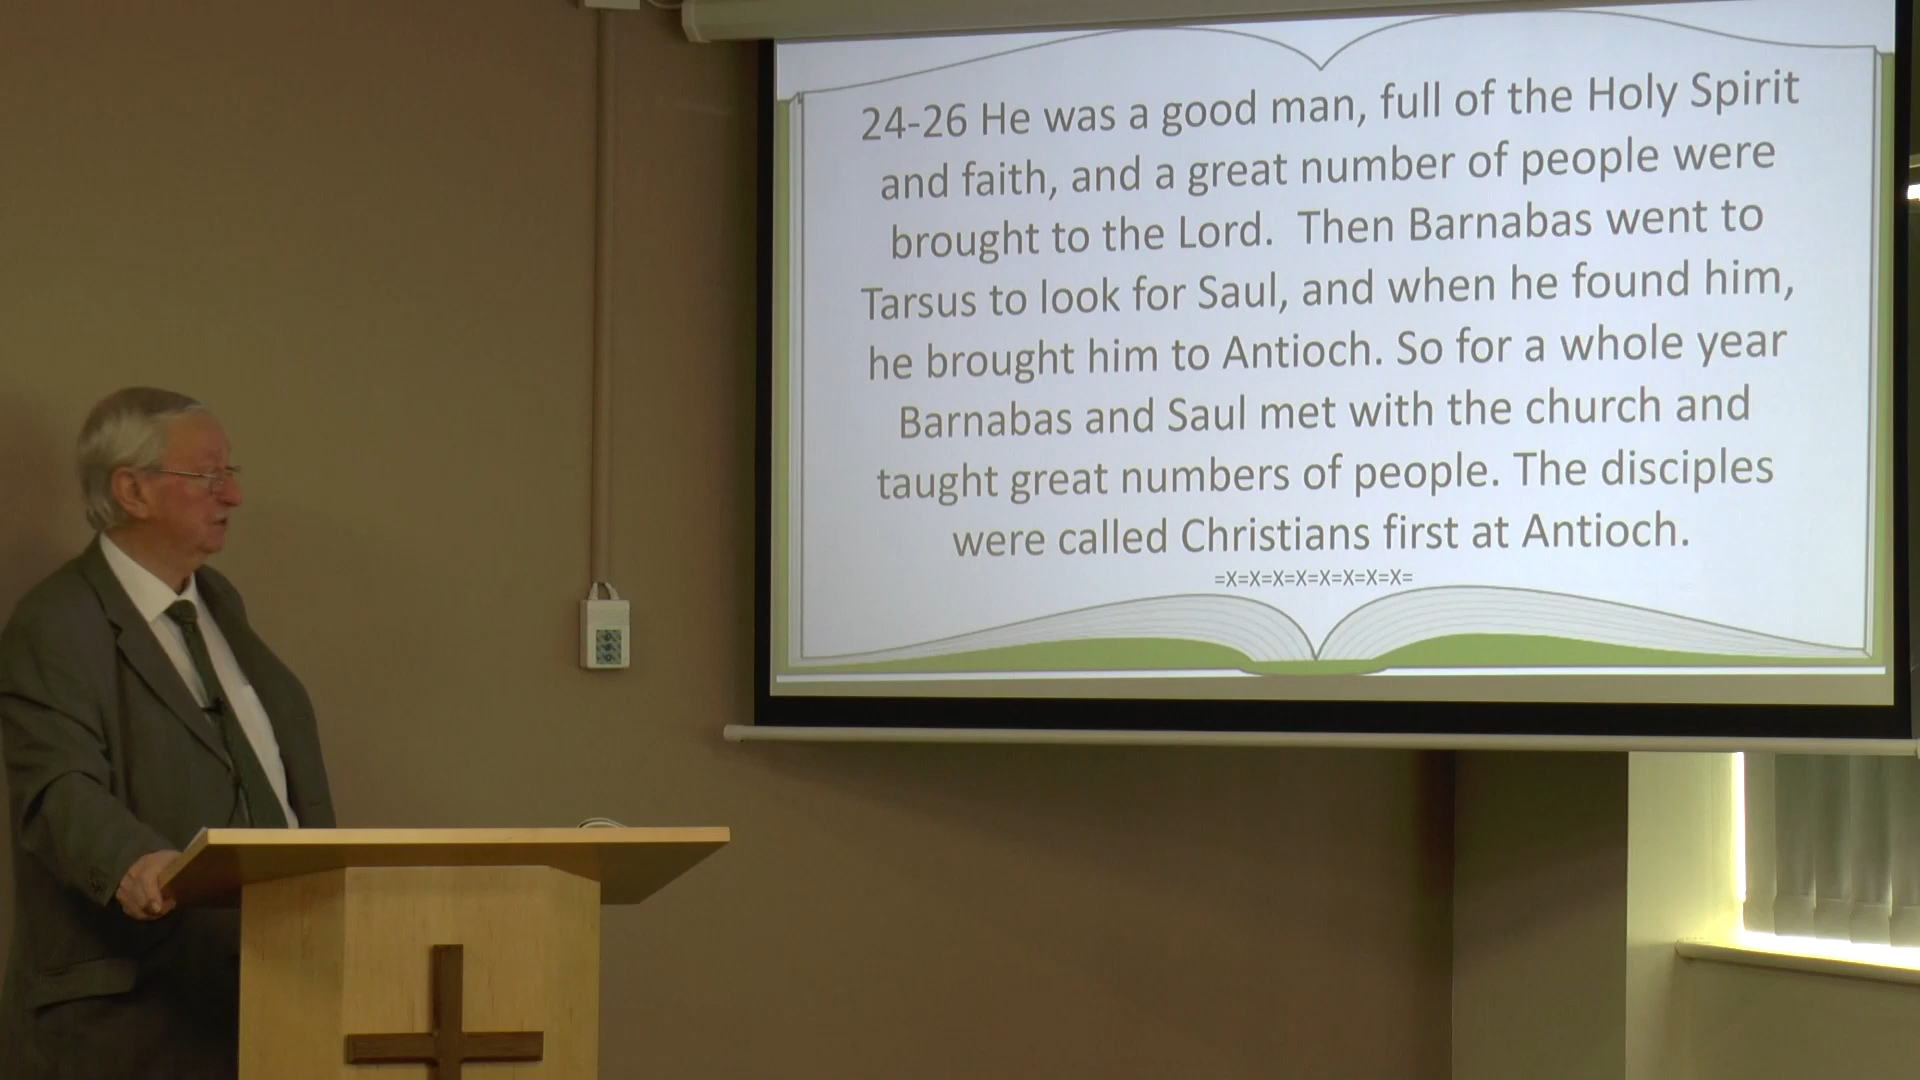 24-26 He was a good man, full of the Holy Spirit
and faith, and a great number of people were
brought to the Lord.  Then Barnabas went to
Tarsus to look for Saul, and when he found him,
he brought him to Antioch. So for a whole year
Barnabas and Saul met with the church and
taught great numbers of people. The disciples
were called Christians first at Antioch.
=X=X=X=X=X=X=X=X=